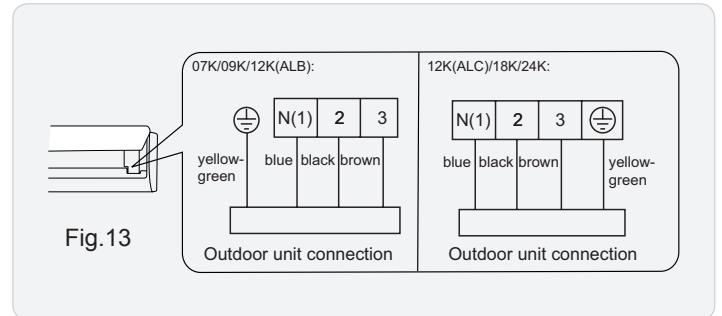 07K/09K/12K(ALB):
N(1) 2 3
yellow-
green
blue black brown
Outdoor unit connection
12K(ALC)/18K/24K:
N(1) 2 3
blue black brown
yellow-
green
Outdoor unit connection
Fig.13